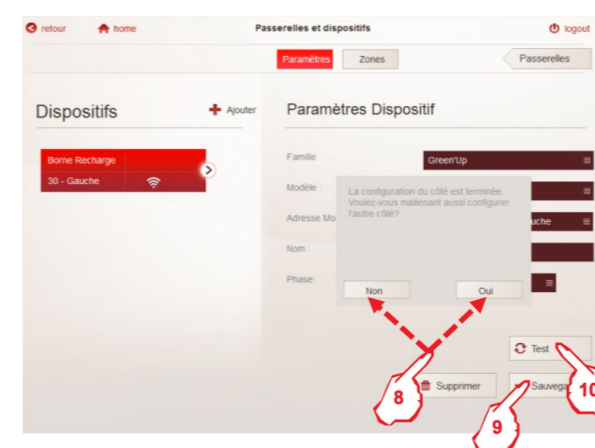 retour
home
Passerelles et dispositifs
logout
Paramètres
Zones
Passerelles
Dispositifs
Ajouter
Paramètres Dispositif
Borne Recharge
30 - Gauche
Famille
Green'Up
Modèle :
Adresse Mo
uche
Nom :
Phase:
La configuration du côté est terminée.
Voulez-vous maitenant aussi configurer
l'autre côté?
Non
Oui
Test
Supprimer
Sauvega
8
9
10